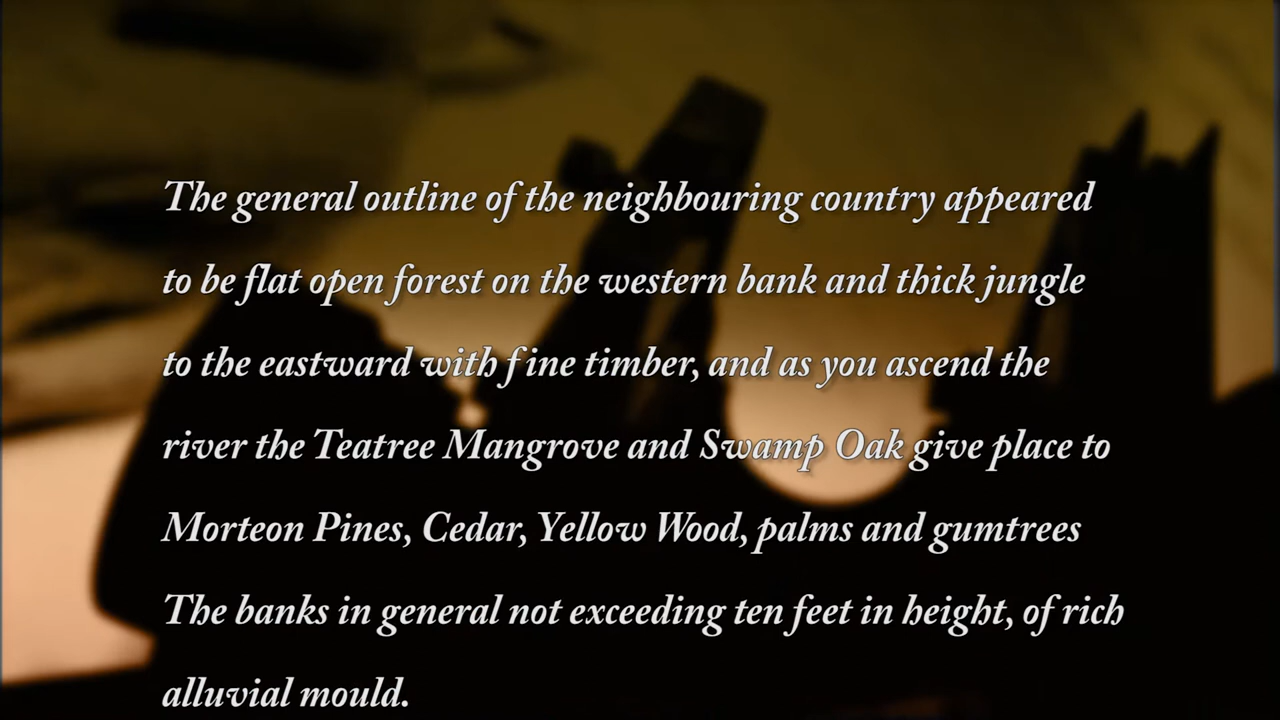 The general outline of the neighbouring country appeared
to be flat open forest on the western bank and thick jungle
to the eastward with fine timber, and as you ascend the
river the Teatree Mangrove and Swamp Oak give place to
Morteon Pines, Cedar, Yellow Wood, palms and gumtrees
The banks in general not exceeding ten feet in height, of rich
alluvial mould.